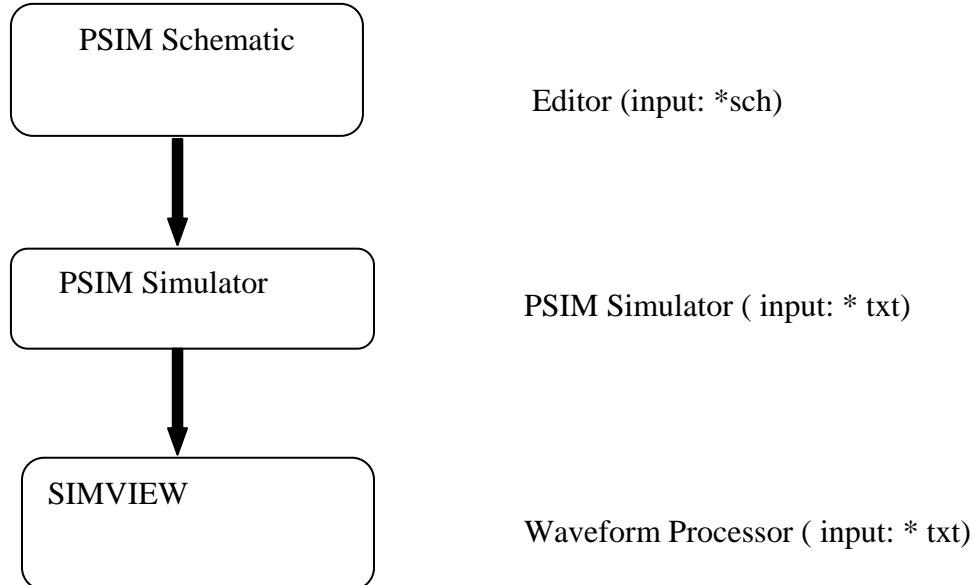 PSIM Schematic
Editor (input: *sch)
PSIM Simulator
PSIM Simulator ( input: * txt)
SIMVIEW
Waveform Processor ( input: * txt)